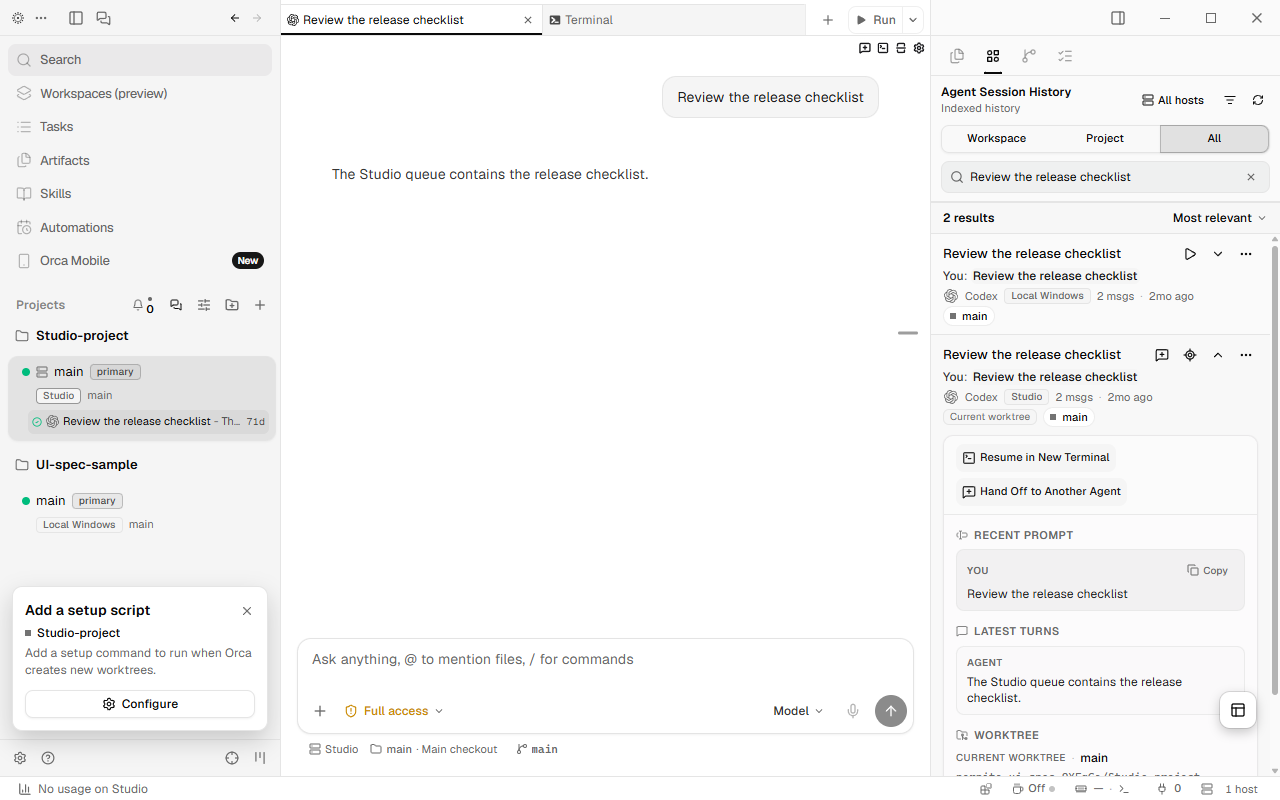 Review the release checklist
Terminal
Run
Search
Workspaces (preview)
Tasks
Artifacts
Skills
Automations
Orca Mobile
New
Projects
0
Studio-project
main
primary
Studio
main
Review the release checklist - Th...
71d
UI-spec-sample
main
primary
Local Windows
main
Add a setup script
Studio-project
Add a setup command to run when Orca
creates new worktrees.
Configure
No usage on Studio
Review the release checklist
The Studio queue contains the release checklist.
Ask anything, @ to mention files, / for commands
Full access
Model
Studio
main · Main checkout
main
Agent Session History
Indexed history
All hosts
Workspace
Project
All
Review the release checklist
2 results
Most relevant
Review the release checklist
You: Review the release checklist
Codex
Local Windows
2 msgs · 2mo ago
main
Review the release checklist
You: Review the release checklist
Codex
Studio
2 msgs · 2mo ago
Current worktree
main
Resume in New Terminal
Hand Off to Another Agent
RECENT PROMPT
YOU
Copy
Review the release checklist
LATEST TURNS
AGENT
The Studio queue contains the release
checklist.
WORKTREE
CURRENT WORKTREE · main
Off
0
1 host